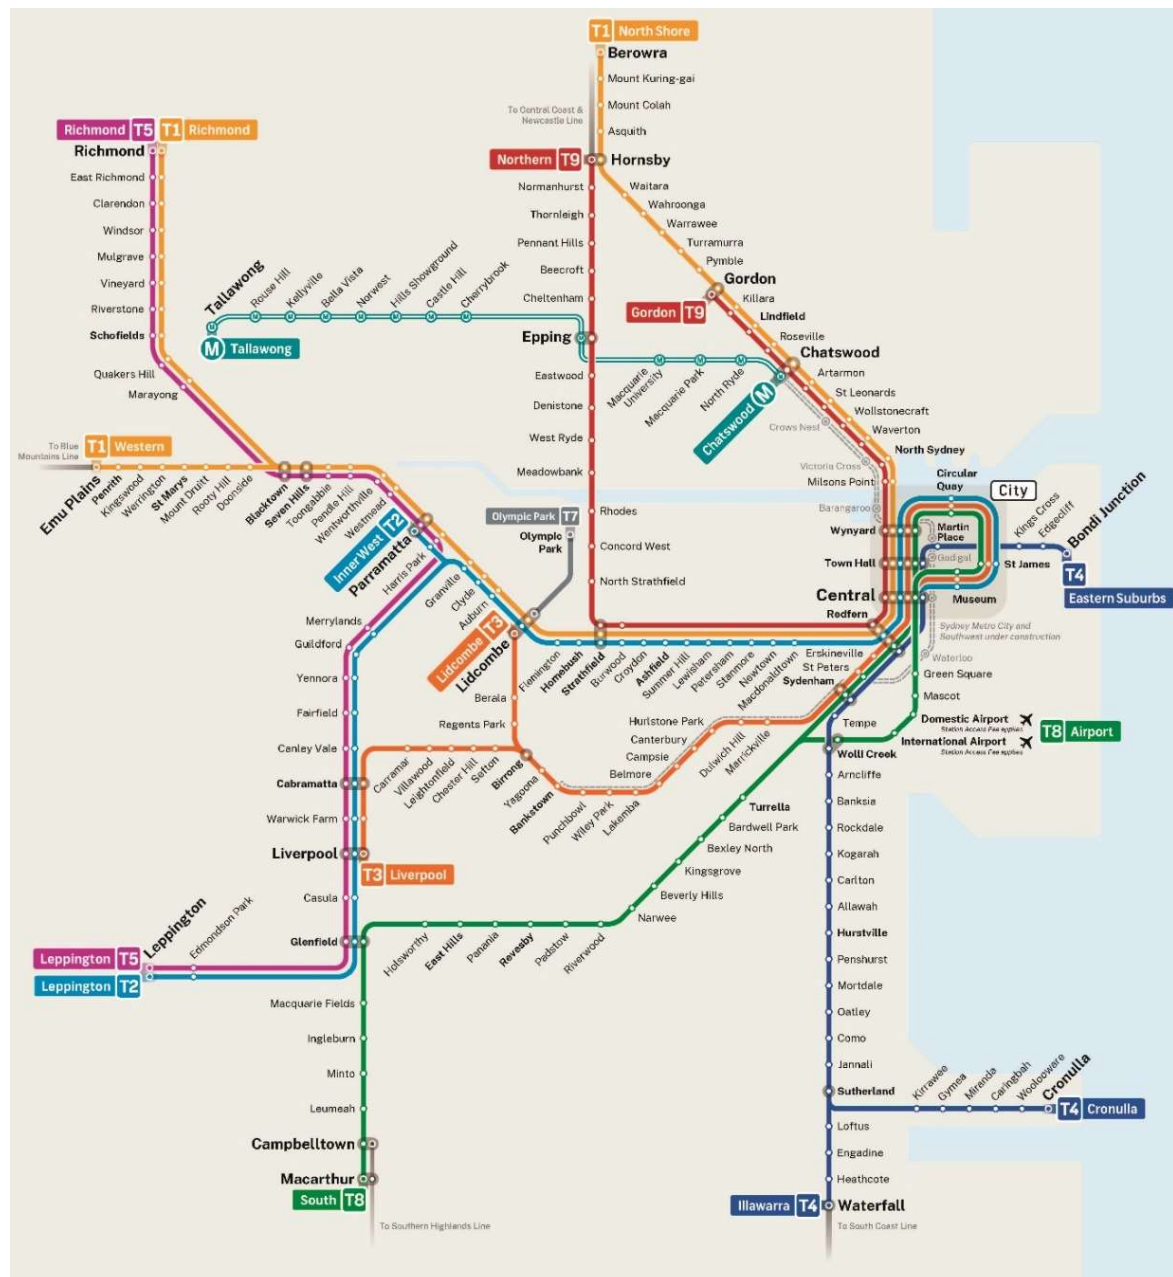 T1 North Shore
Berowra
Mount Kuring-gai
Mount Colah
Asquith
To Central Coast &
Newcastle Line
Northern T9
Hornsby
Richmond T5
T1 Richmond
Richmond
East Richmond
Clarendon
Windsor
Mulgrave
Vineyard
Riverstone
Schofields
Quakers Hill
Marayong
Normanhurst
Thornleigh
Pennant Hills
Beecroft
Cheltenham
Epping
Eastwood
Denistone
West Ryde
Meadowbank
Rhodes
Concord West
North Strathfield
Waitara
Wahroonga
Warrawee
Turramurra
Pymble
Gordon
Gordon T9
Killara
Lindfield
Roseville
Chatswood
Artarmon
St Leonards
Wollstonecraft
Waverton
North Sydney
Milsons Point
Tallawong
M Tallawong
Rouse Hill
Kellyville
Bella Vista
Norwest
Hills Showground
Castle Hill
Cherrybrook
Macquarie
University
Macquarie Park
North Ryde
Chatswood M
Crows Nest
Victoria Cross
Barangaroo
To Blue
Mountains Line
T1 Western
Emu Plains
Penrith
Kingswood
Werrington
St Marys
Mount Druitt
Rooty Hill
Doonside
Blacktown
Seven Hills
Toongabbie
Pendle Hill
Wentworthville
Westmead
Inner West T2
Parramatta
Harris Park
Granville
Clyde
Auburn
Olympic Park T7
Olympic
Park
Lidcombe T3
Lidcombe
Flemington
Homebush
Strathfield
Burwood
Croydon
Ashfield
Summer Hill
Lewisham
Petersham
Stanmore
Newtown
Macdonaldtown
Circular
Quay
City
Wynyard
Martin
Place
Gadigal
Town Hall
St James
Central
Museum
Redfern
Kings Cross
Edgecliff
Bondi Junction
T4
Eastern Suburbs
Sydney Metro City and
Southwest under construction
Waterloo
Erskineville
St Peters
Sydenham
Green Square
Mascot
Domestic Airport
Station Access Fee applies
International Airport
Station Access Fee applies
T8 Airport
Tempe
Wolli Creek
Merrylands
Guildford
Yennora
Fairfield
Canley Vale
Cabramatta
Warwick Farm
Liverpool
T3 Liverpool
Casula
Glenfield
Berala
Regents Park
Birrong
Carramar
Villawood
Leightonfield
Chester Hill
Sefton
Yagoona
Bankstown
Punchbowl
Wiley Park
Lakemba
Belmore
Campsie
Canterbury
Hurlstone Park
Dulwich Hill
Marrickville
Turrella
Bardwell Park
Bexley North
Kingsgrove
Beverly Hills
Narwee
Riverwood
Padstow
Revesby
Panania
East Hills
Holsworthy
Leppington
Edmondson Park
Leppington T5
Leppington T2
Macquarie Fields
Ingleburn
Minto
Leumeah
Campbelltown
Macarthur
South T8
To Southern Highlands Line
Arncliffe
Banksia
Rockdale
Kogarah
Carlton
Allawah
Hurstville
Penshurst
Mortdale
Oatley
Como
Jannali
Sutherland
Kirrawee
Gymea
Miranda
Caringbah
Woolooware
Cronulla
T4 Cronulla
Loftus
Engadine
Heathcote
Illawarra T4
Waterfall
To South Coast Line